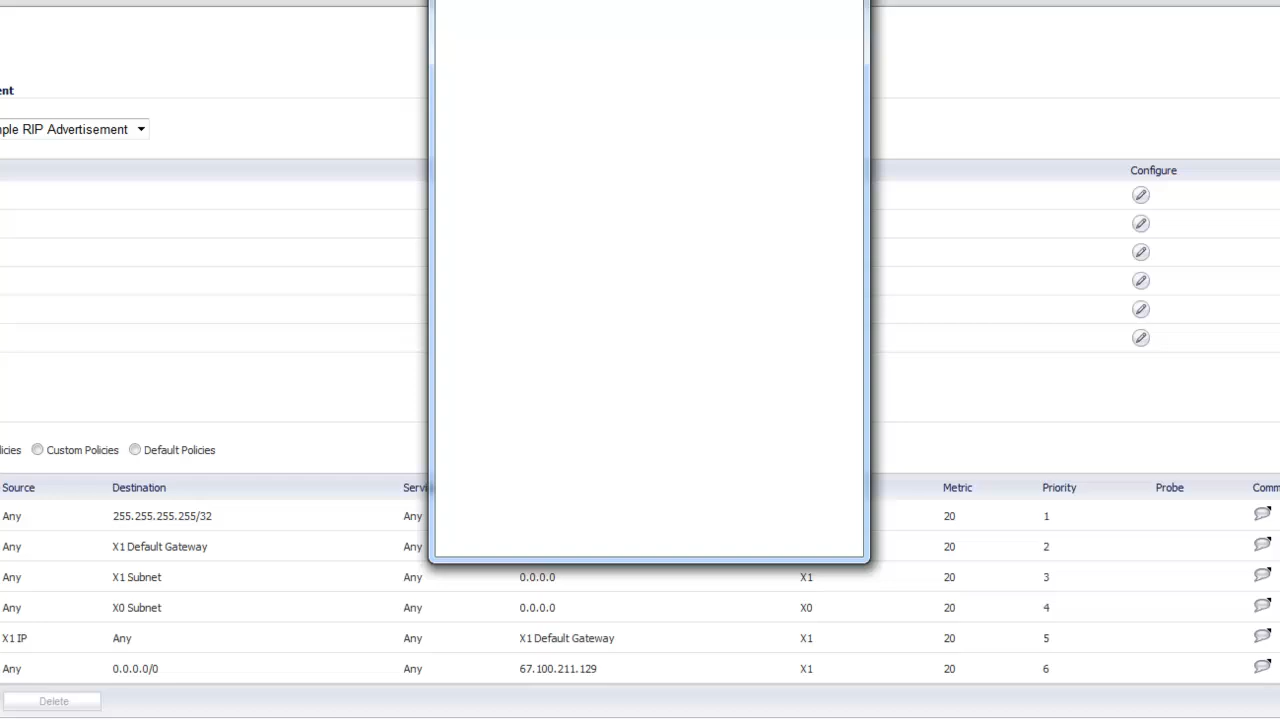 ent
ple RIP Advertisement
Configure
licies Custom Policies Default Policies
Source Destination Servi Metric Priority Probe Comm
Any 255.255.255.255/32 Any 20 1
Any X1 Default Gateway Any 20 2
Any X1 Subnet Any 0.0.0.0 X1 20 3
Any X0 Subnet Any 0.0.0.0 X0 20 4
X1 IP Any Any X1 Default Gateway X1 20 5
Any 0.0.0.0/0 Any 67.100.211.129 X1 20 6
Delete